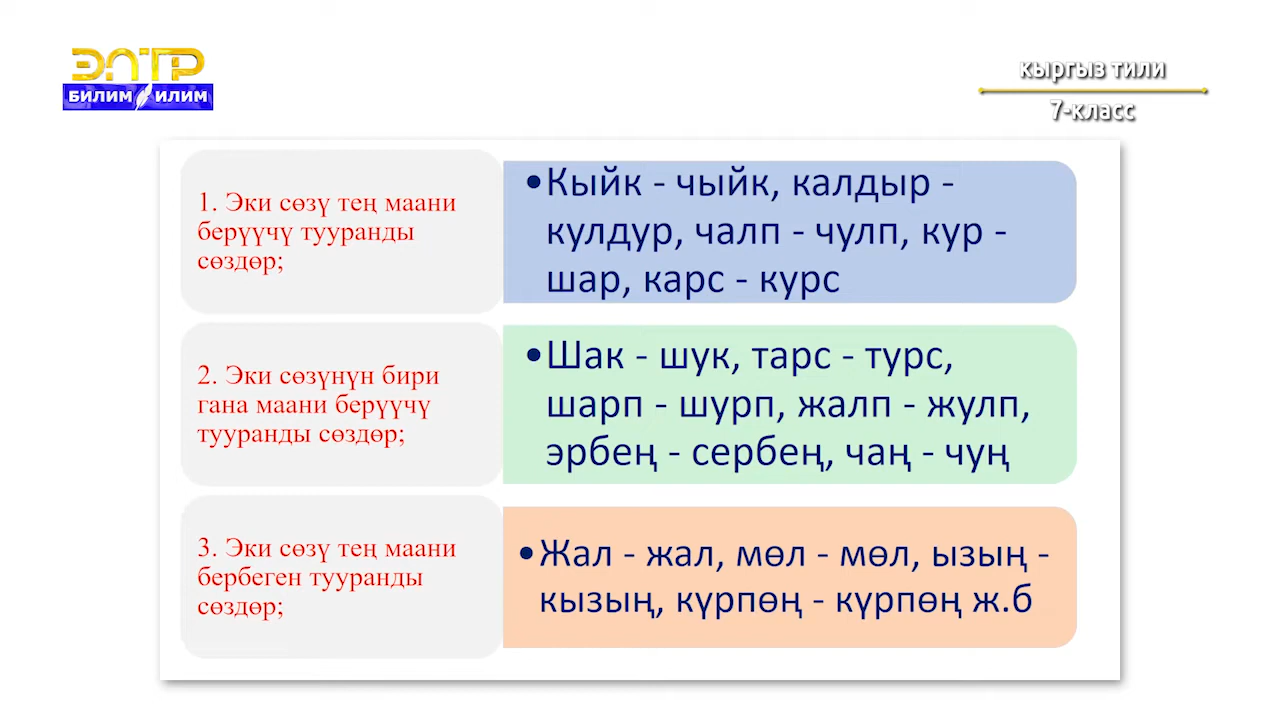 ЭЛТР
БИЛИМ ИЛИМ
кыргыз тили
7-класс
1. Эки сөзү тең маани
берүүчү тууранды
сөздөр;
•Кыйк - чыйк, калдыр -
кулдур, чалп - чулп, кур -
шар, карс - курс
2. Эки сөзүнүн бири
гана маани берүүчү
тууранды сөздөр;
•Шак - шук, тарс - турс,
шарп - шурп, жалп - жулп,
эрбең - сербең, чаң - чуң
3. Эки сөзү тең маани
бербеген тууранды
сөздөр;
•Жал - жал, мөл - мөл, ызың -
кызың, күрпөң - күрпөң ж.б